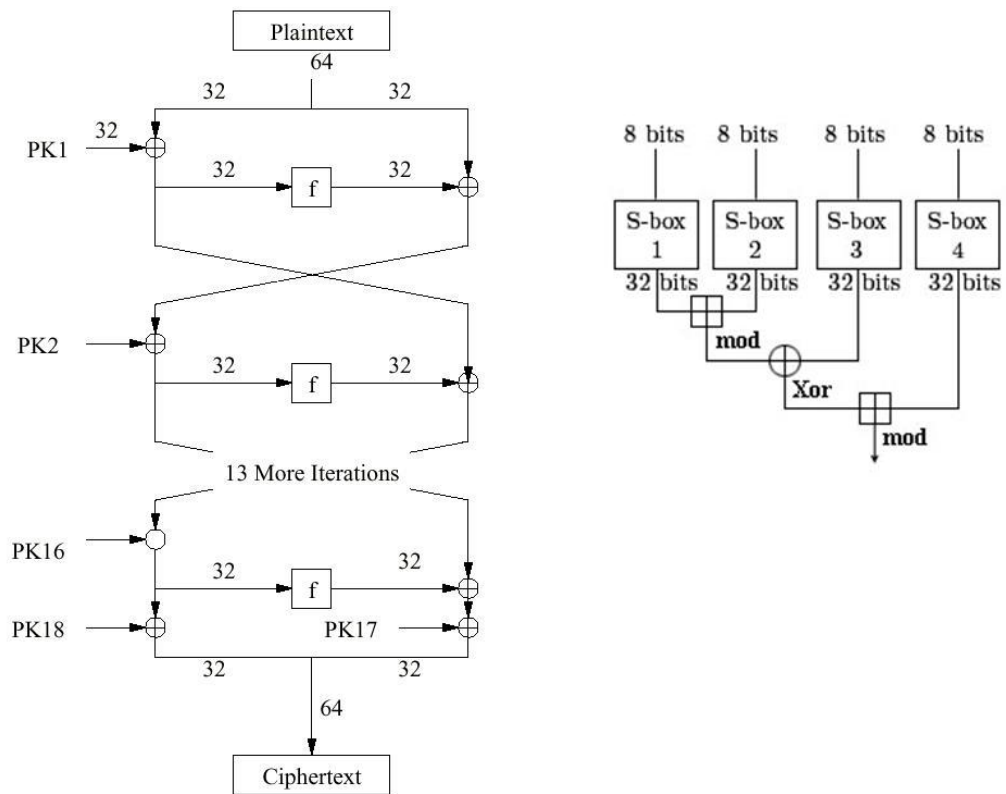 Plaintext
64
32 32
32
PK1
32 f 32
PK2
32 f 32
13 More Iterations
PK16
32 f 32
PK18 PK17
32 32
64
Ciphertext
8 bits 8 bits 8 bits 8 bits
S-box S-box S-box S-box
1 2 3 4
32 bits 32 bits 32 bits 32 bits
mod
Xor
mod